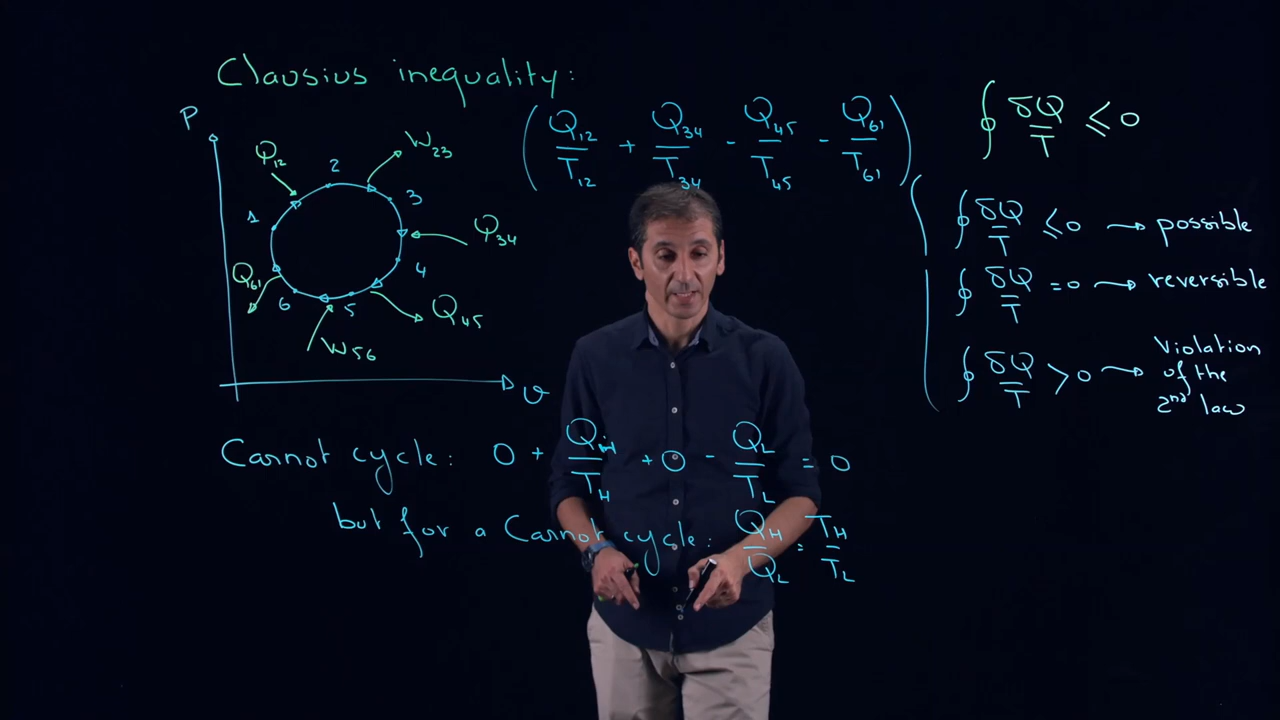 Clausius inequality:
P
Q12
W23
1
2
3
Q34
4
Q61
6
5
Q45
W56
v
(Q12/T12 + Q34/T34 - Q45/T45 - Q61/T61)
∮ δQ/T ≤ 0
∮ δQ/T ≤ 0 → possible
∮ δQ/T = 0 → reversible
∮ δQ/T > 0 → Violation
of the
2nd law
Carnot cycle: 0 + Q/TH + 0 - QL/TL = 0
but for a Carnot cycle: QH/QL = TH/TL